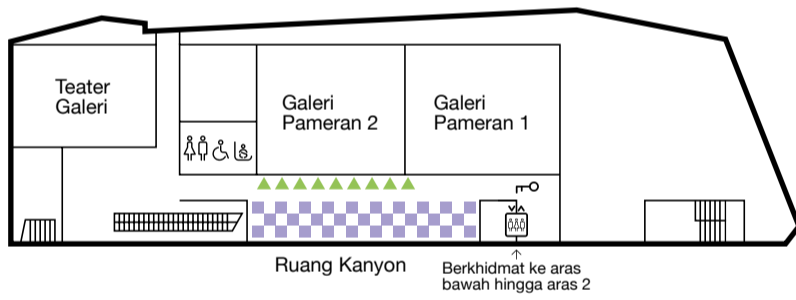 Teater
Galeri
Galeri
Pameran 2
Galeri
Pameran 1
Ruang Kanyon
Berkhidmat ke aras
bawah hingga aras 2